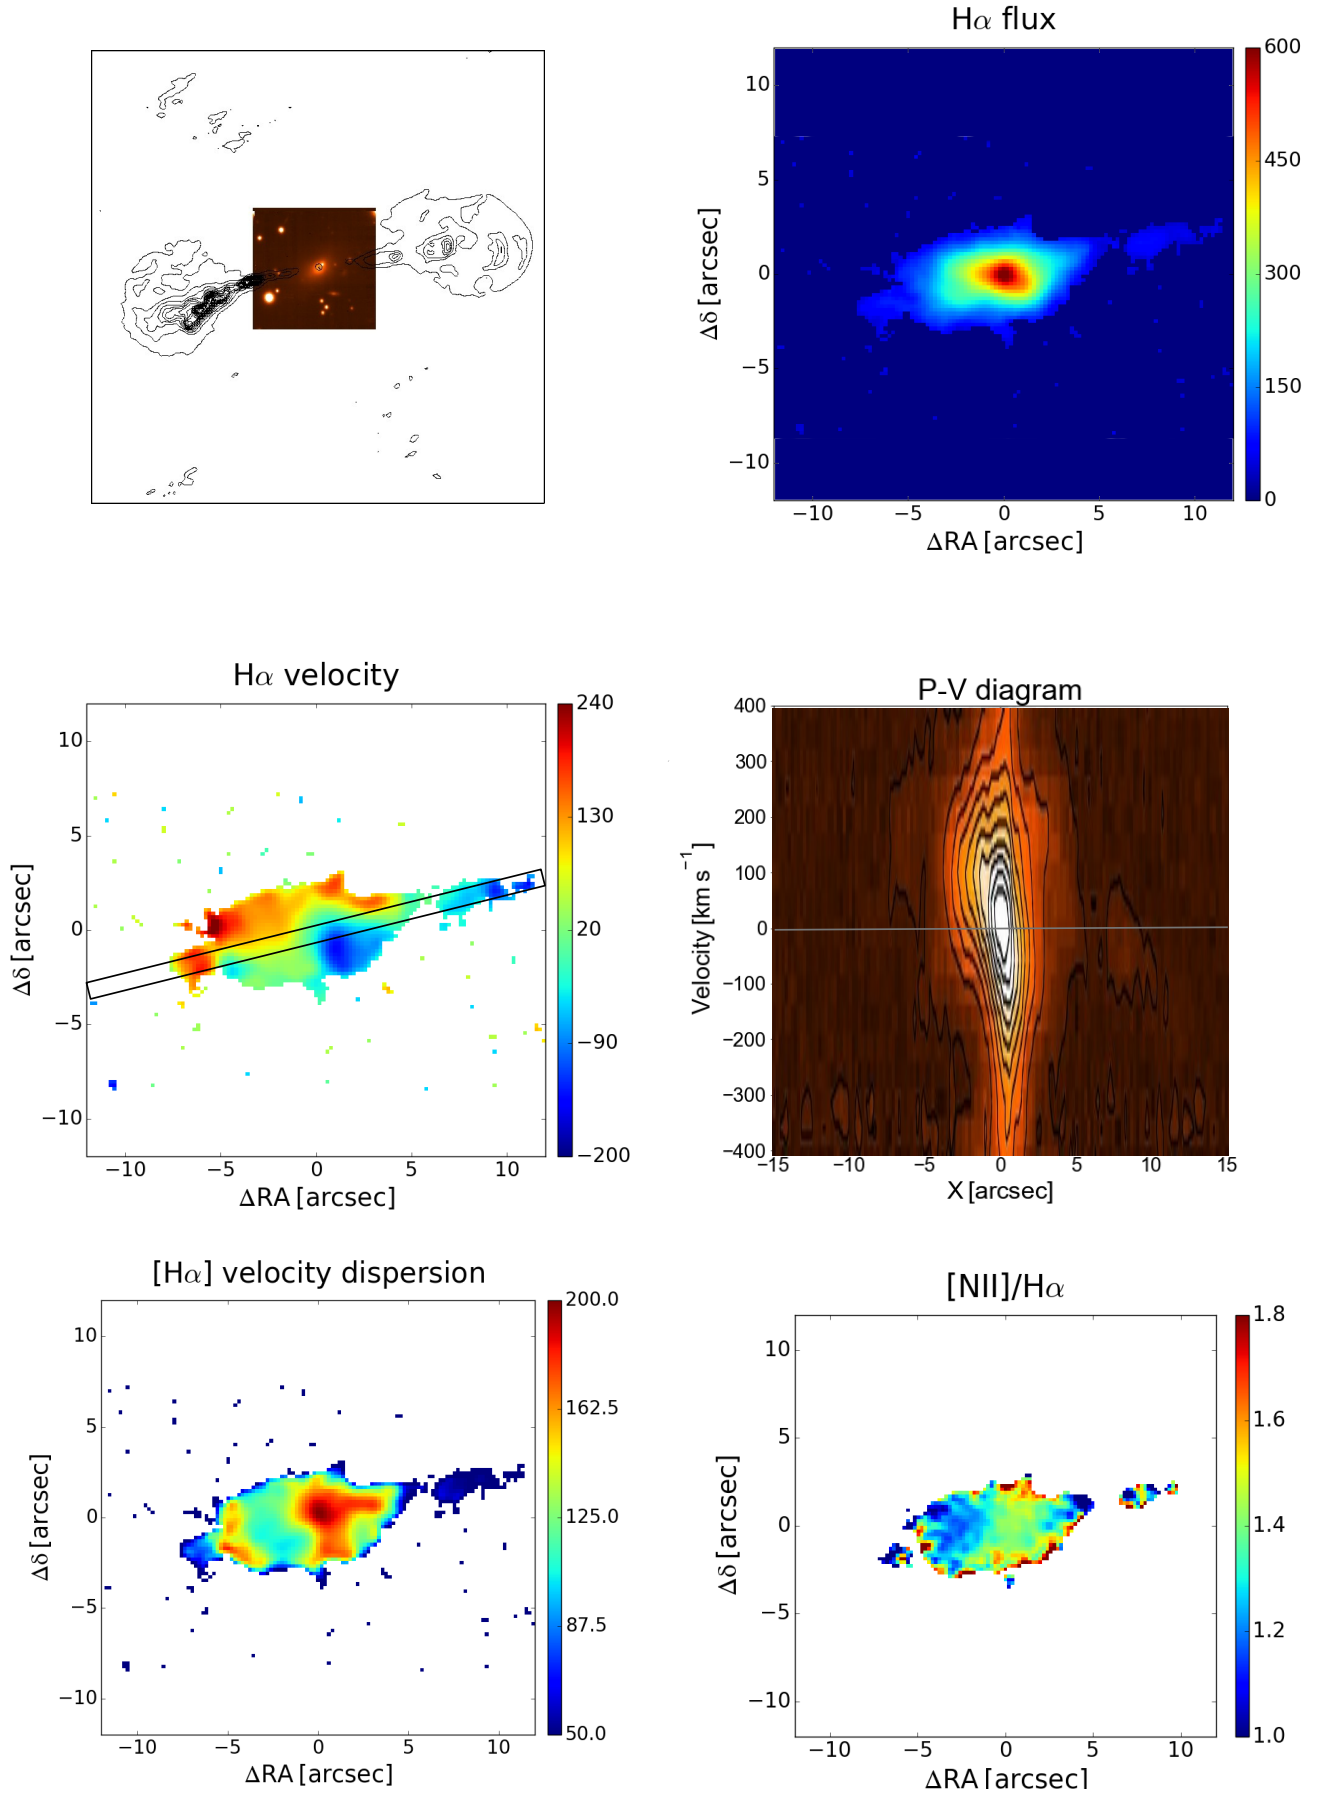 Hα flux
10
5
0
−5
−10
Δδ [arcsec]
−10 −5 0 5 10
ΔRA [arcsec]
600
450
300
150
0
Hα velocity
10
5
0
−5
−10
Δδ [arcsec]
−10 −5 0 5 10
ΔRA [arcsec]
240
130
20
−90
−200
P-V diagram
400
300
200
100
0
−100
−200
−300
−400
Velocity [km s⁻¹]
−15 −10 −5 0 5 10 15
X [arcsec]
[Hα] velocity dispersion
10
5
0
−5
−10
Δδ [arcsec]
−10 −5 0 5 10
ΔRA [arcsec]
200.0
162.5
125.0
87.5
50.0
[NII]/Hα
10
5
0
−5
−10
Δδ [arcsec]
−10 −5 0 5 10
ΔRA [arcsec]
1.8
1.6
1.4
1.2
1.0